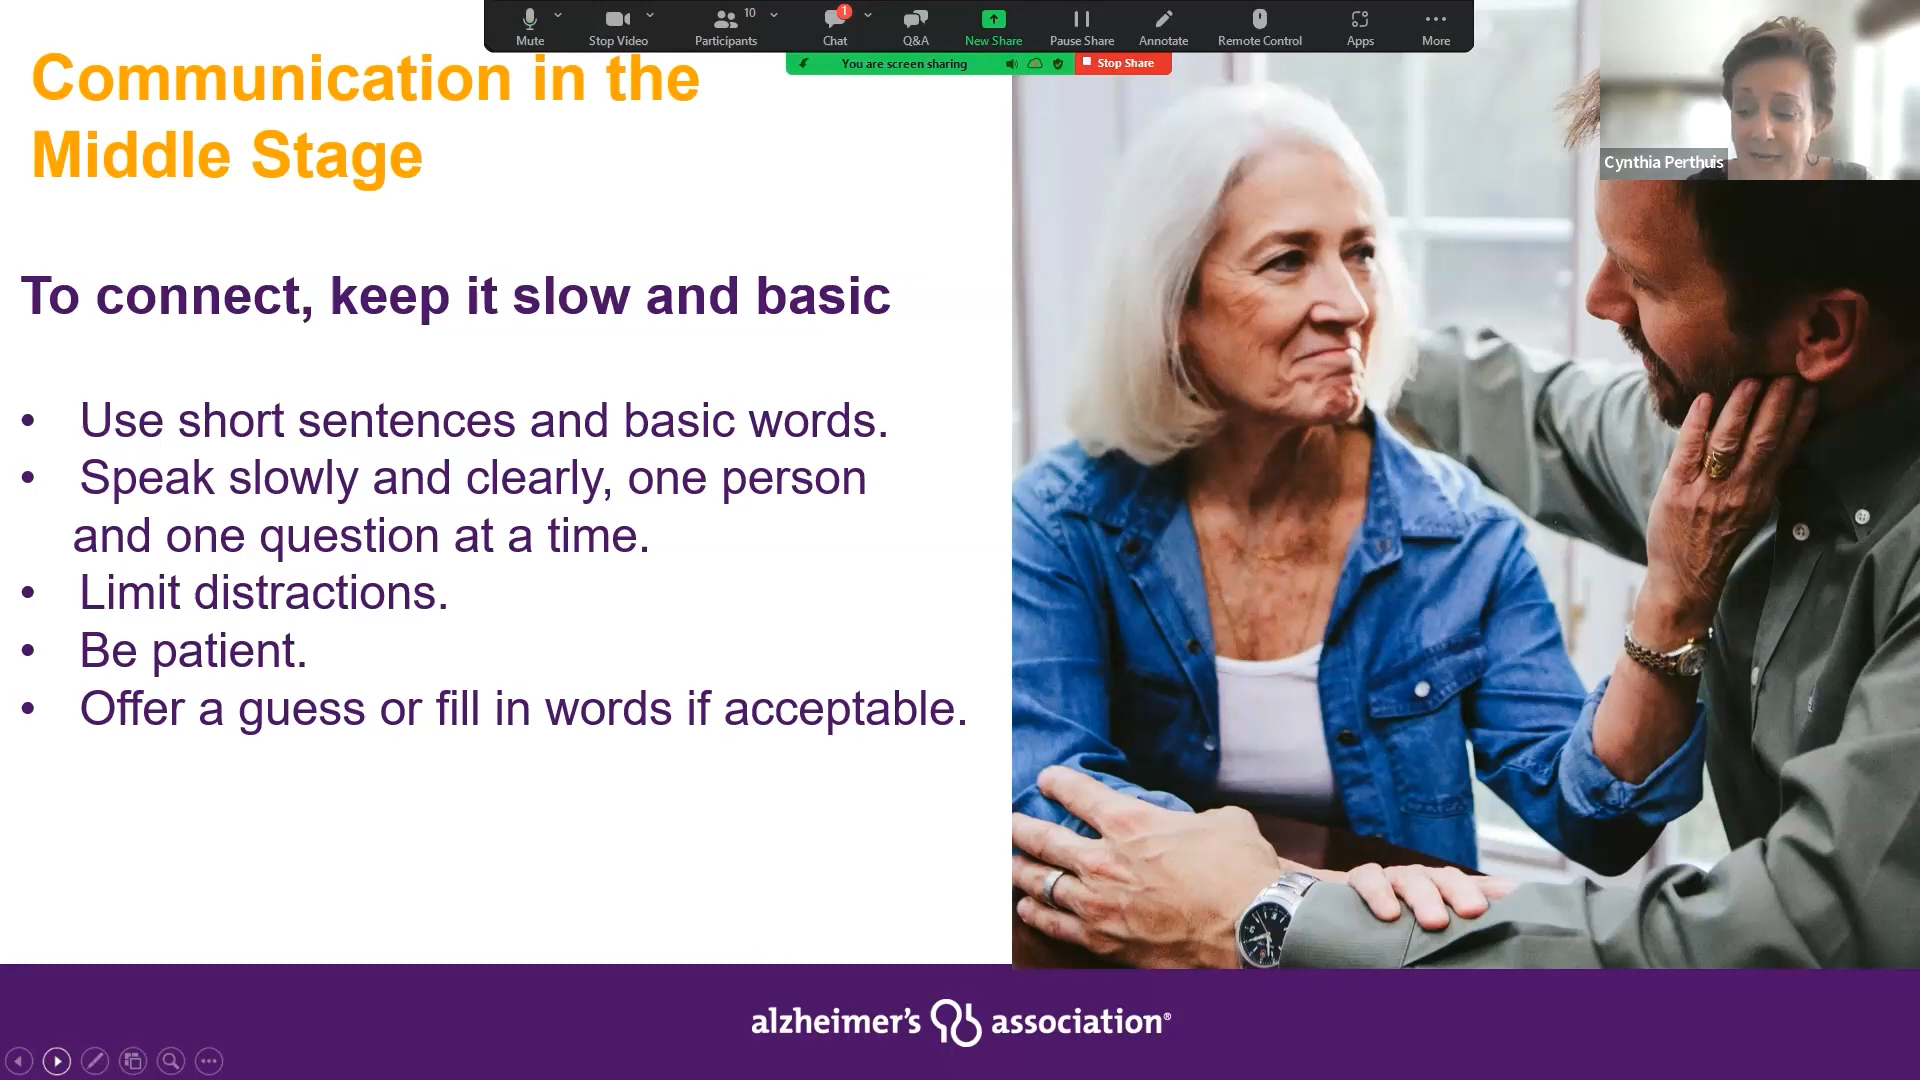 Mute
Stop Video
Participants
10
Chat
1
Q&A
New Share
Pause Share
Annotate
Remote Control
Apps
More
You are screen sharing
Stop Share
Cynthia Perthuis
Communication in the
Middle Stage
To connect, keep it slow and basic
• Use short sentences and basic words.
• Speak slowly and clearly, one person
and one question at a time.
• Limit distractions.
• Be patient.
• Offer a guess or fill in words if acceptable.
alzheimer's association®